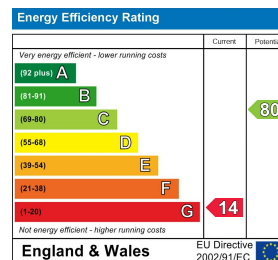 Energy Efficiency Rating
Current Potentia
Very energy efficient - lower running costs
(92 plus) A
(81-91) B
(69-80) C
80
(55-68) D
(39-54) E
(21-38) F
(1-20) G 14
Not energy efficient - higher running costs
England & Wales
EU Directive
2002/91/EC